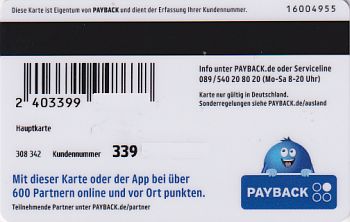 Diese Karte ist Eigentum von PAYBACK und dient der Erfassung Ihrer Kundennummer.
16004955
Info unter PAYBACK.de oder Serviceline
089/540 20 80 20 (Mo-Sa 8-20 Uhr)
Karte nur gültig in Deutschland.
Sonderregelungen siehe PAYBACK.de/ausland
2 403399
Hauptkarte
308 342 Kundennummer 339
Mit dieser Karte oder der App bei über
600 Partnern online und vor Ort punkten.
Teilnehmende Partner unter PAYBACK.de/partner
PAYBACK